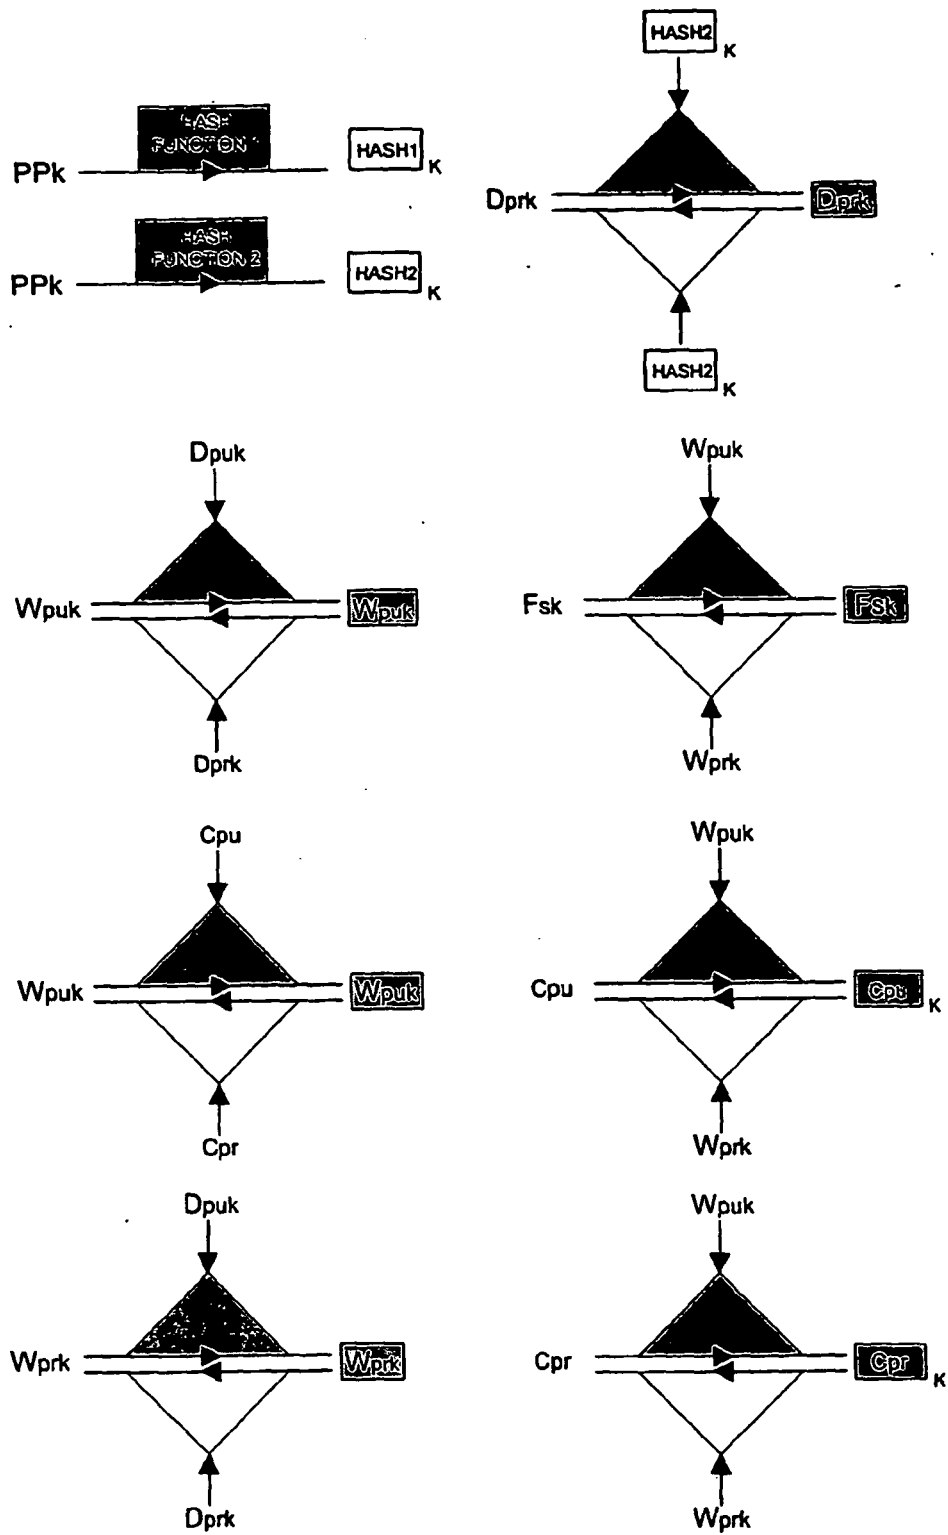 HASH
FUNCTION 1
PPk
HASH1
K
HASH
FUNCTION 2
PPk
HASH2
K
HASH2
K
Dprk
Dprk
HASH2
K
Dpuk
Wpuk
Wpuk
Dprk
Wpuk
Fsk
Fsk
Wprk
Cpu
Wpuk
Wpuk
Cpr
Wpuk
Cpu
Cpu
K
Wprk
Dpuk
Wprk
Wprk
Dprk
Wpuk
Cpr
Cpr
K
Wprk